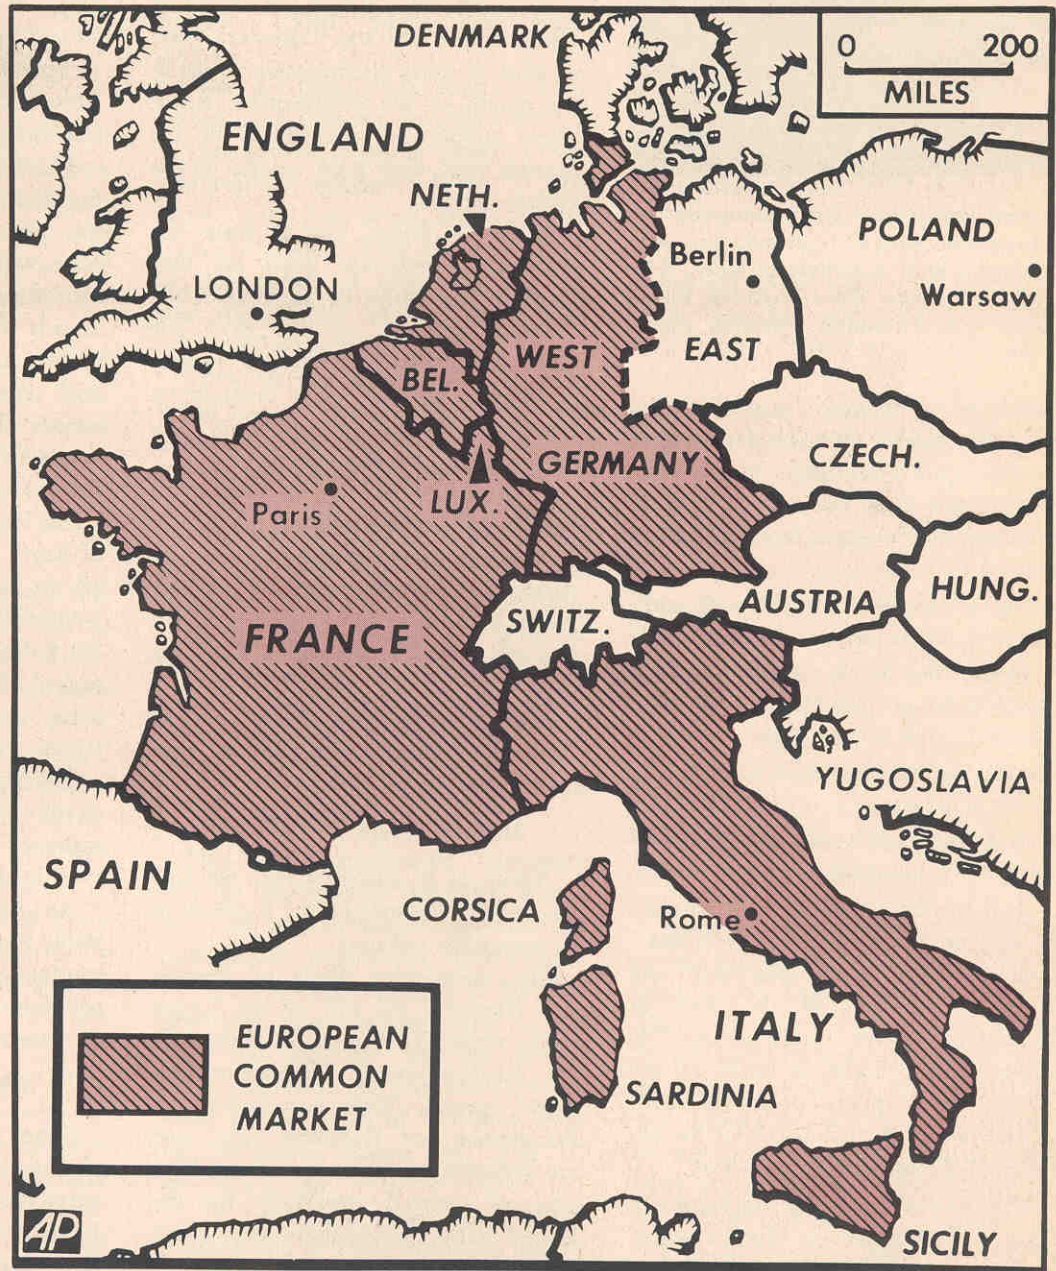 DENMARK
0 200
MILES
ENGLAND
NETH.
POLAND
Berlin
Warsaw
LONDON
WEST
EAST
BEL.
GERMANY
CZECH.
LUX.
Paris
HUNG.
AUSTRIA
SWITZ.
FRANCE
YUGOSLAVIA
SPAIN
CORSICA
Rome
ITALY
EUROPEAN
COMMON
MARKET
SARDINIA
AP
SICILY